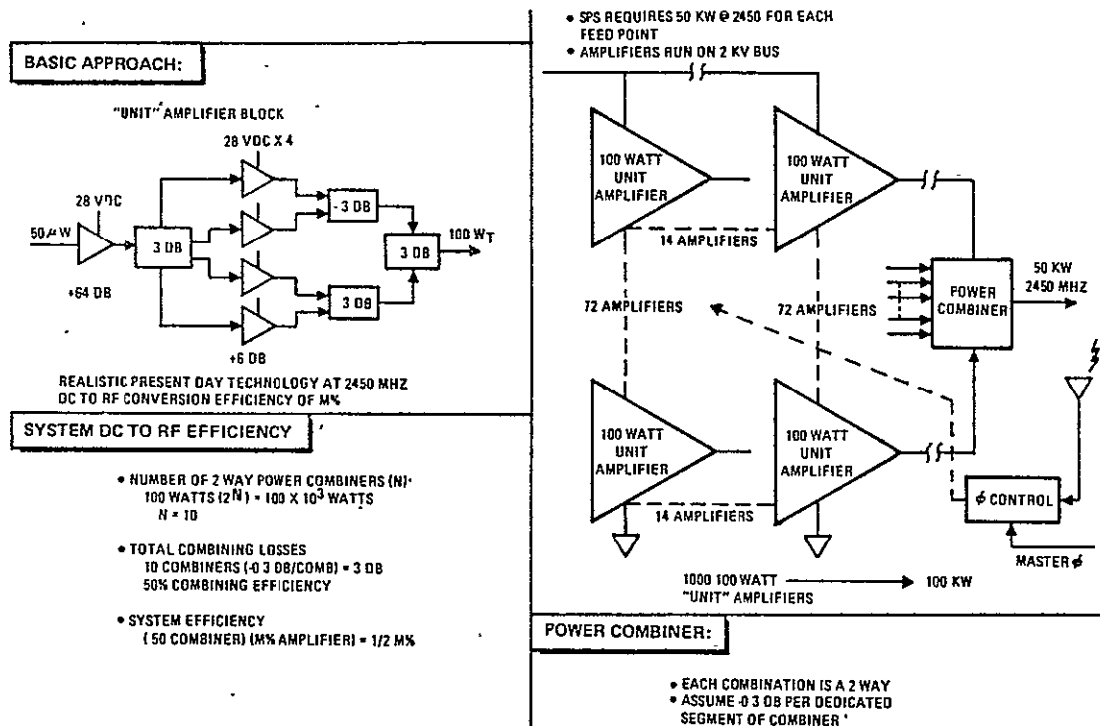 BASIC APPROACH:
"UNIT" AMPLIFIER BLOCK
28 VDC X 4
28 VDC
50 μW
3 DB
- 3 DB
3 DB
3 DB
100 WT
+64 DB
+6 DB
REALISTIC PRESENT DAY TECHNOLOGY AT 2450 MHZ
DC TO RF CONVERSION EFFICIENCY OF M%
SYSTEM DC TO RF EFFICIENCY
• NUMBER OF 2 WAY POWER COMBINERS (N)·
100 WATTS (2^N) = 100 X 10^3 WATTS
N = 10
• TOTAL COMBINING LOSSES
10 COMBINERS (-0 3 DB/COMB) = 3 DB
50% COMBINING EFFICIENCY
• SYSTEM EFFICIENCY
( 50 COMBINER) (M% AMPLIFIER) = 1/2 M%
• SPS REQUIRES 50 KW @ 2450 FOR EACH
FEED POINT
• AMPLIFIERS RUN ON 2 KV BUS
100 WATT
UNIT
AMPLIFIER
100 WATT
UNIT
AMPLIFIER
14 AMPLIFIERS
72 AMPLIFIERS
72 AMPLIFIERS
POWER
COMBINER
50 KW
2450 MHZ
100 WATT
UNIT
AMPLIFIER
100 WATT
UNIT
AMPLIFIER
14 AMPLIFIERS
ϕ CONTROL
MASTER ϕ
1000 100 WATT
"UNIT" AMPLIFIERS
100 KW
POWER COMBINER:
• EACH COMBINATION IS A 2 WAY
• ASSUME -0 3 DB PER DEDICATED
SEGMENT OF COMBINER